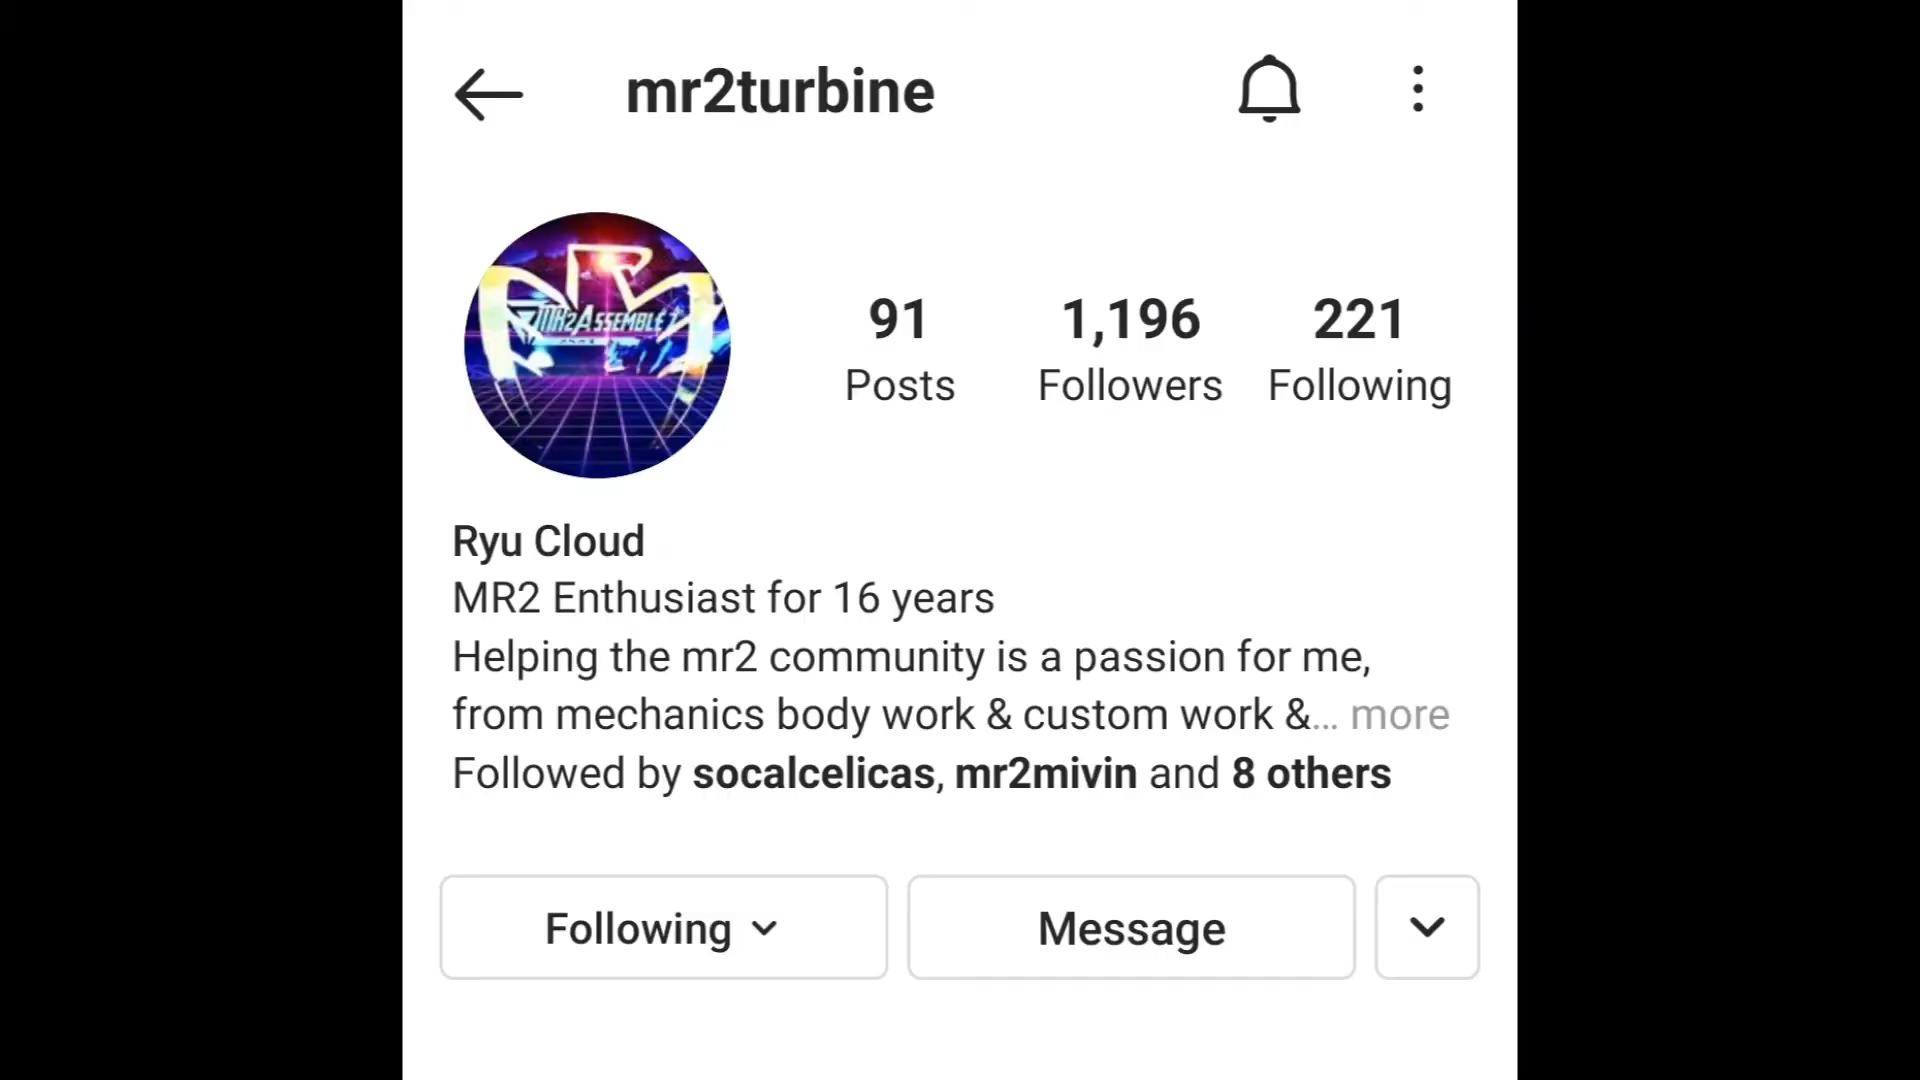 mr2turbine
MR2ASSEMBLE
91
Posts
1,196
Followers
221
Following
Ryu Cloud
MR2 Enthusiast for 16 years
Helping the mr2 community is a passion for me,
from mechanics body work & custom work &... more
Followed by socalcelicas, mr2mivin and 8 others
Following
Message